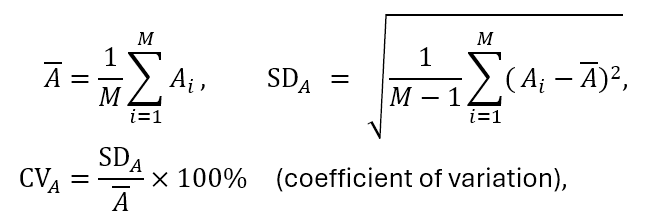 A̅ = 1/M ∑_{i=1}^{M} A_i , SD_A = √(1/(M − 1) ∑_{i=1}^{M} ( A_i − A̅ )²),
CV_A = SD_A/A̅ × 100% (coefficient of variation),